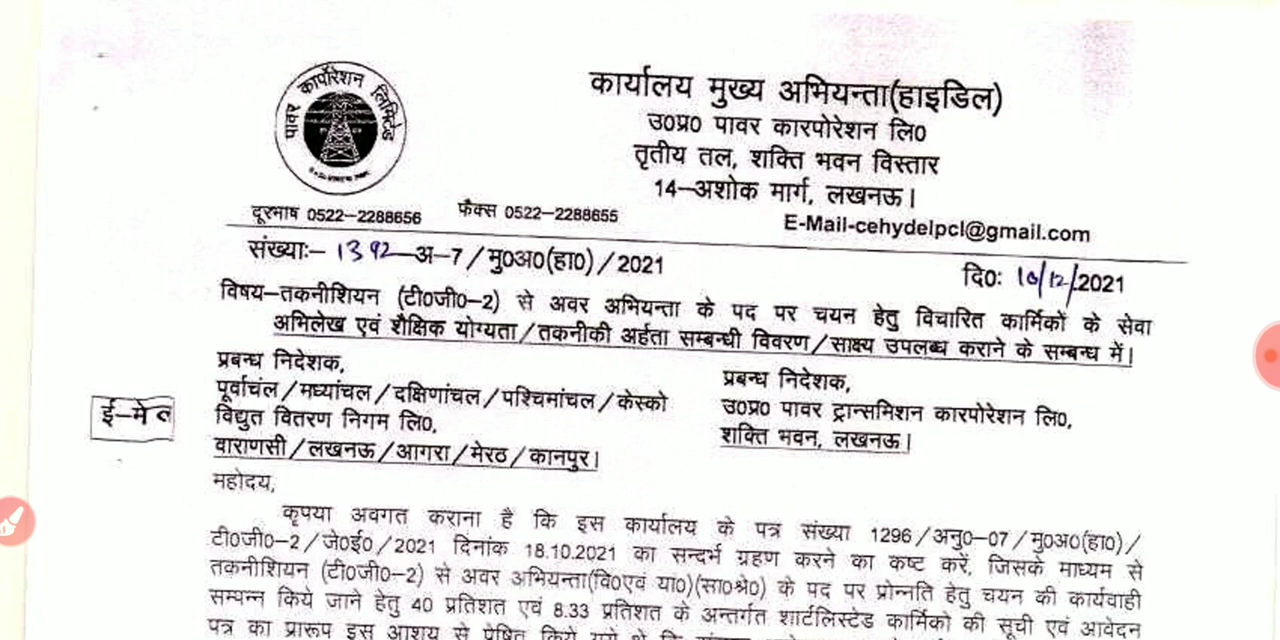 पावर कार्पोरेशन लिमिटेड
कार्यालय मुख्य अभियन्ता(हाइडिल)
उ0प्र0 पावर कारपोरेशन लि0
तृतीय तल, शक्ति भवन विस्तार
14–अशोक मार्ग, लखनऊ।
दूरभाष 0522–2288656 फैक्स 0522–2288655 E-Mail-cehydelpcl@gmail.com
संख्याः– 1392–अ–7/मु0अ0(हा0)/2021 दि0: 10/12/2021
विषय–तकनीशियन (टी0जी0–2) से अवर अभियन्ता के पद पर चयन हेतु विचारित कार्मिकों के सेवा
अभिलेख एवं शैक्षिक योग्यता/तकनीकी अर्हता सम्बन्धी विवरण/साक्ष्य उपलब्ध कराने के सम्बन्ध में।
प्रबन्ध निदेशक,
पूर्वाचंल/मध्यांचल/दक्षिणांचल/पश्चिमांचल/केस्को
विद्युत वितरण निगम लि0,
वाराणसी/लखनऊ/आगरा/मेरठ/कानपुर।
प्रबन्ध निदेशक,
उ0प्र0 पावर ट्रान्समिशन कारपोरेशन लि0,
शक्ति भवन, लखनऊ।
ई–मेल
महोदय,
कृपया अवगत कराना है कि इस कार्यालय के पत्र संख्या 1296/अनु0–07/मु0अ0(हा0)/
टी0जी0–2/जे0ई0/2021 दिनांक 18.10.2021 का सन्दर्भ ग्रहण करने का कष्ट करें, जिसके माध्यम से
तकनीशियन (टी0जी0–2) से अवर अभियन्ता(वि0एवं यां0)(सा0श्रे0) के पद पर प्रोन्नति हेतु चयन की कार्यवाही
सम्पन्न किये जाने हेतु 40 प्रतिशत एवं 8.33 प्रतिशत के अन्तर्गत शार्टलिस्टेड कार्मिकों की सूची एवं आवेदन
पत्र का प्रारूप इस आशय से प्रेषित किये गये थे कि